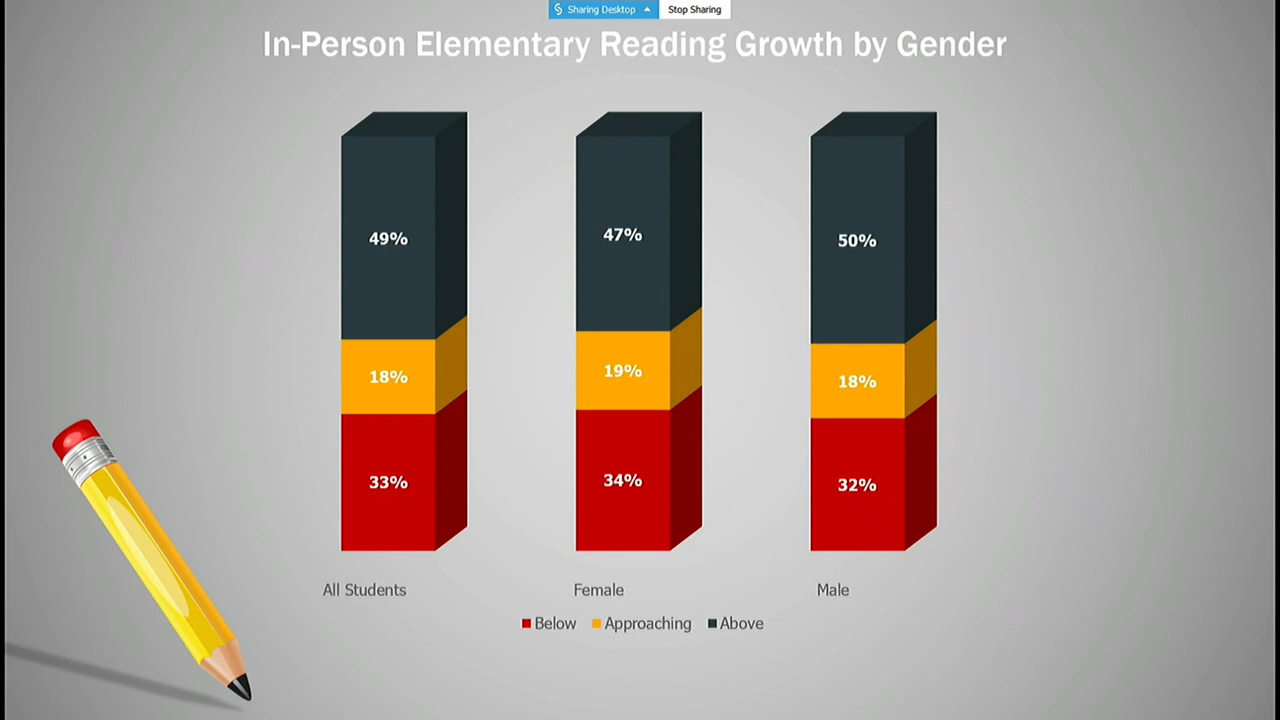 Sharing Desktop Stop Sharing
In-Person Elementary Reading Growth by Gender
49% 47% 50%
18% 19% 18%
33% 34% 32%
All Students Female Male
Below Approaching Above